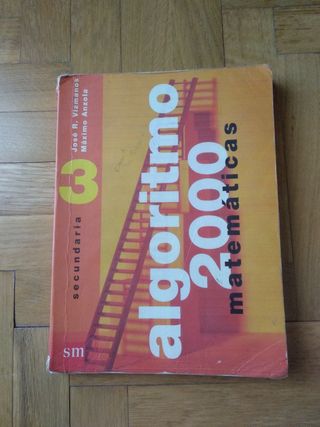 José R. Vizmanos
Máximo Anzola
3
secundaria
algoritmo
2000
matemáticas
sm